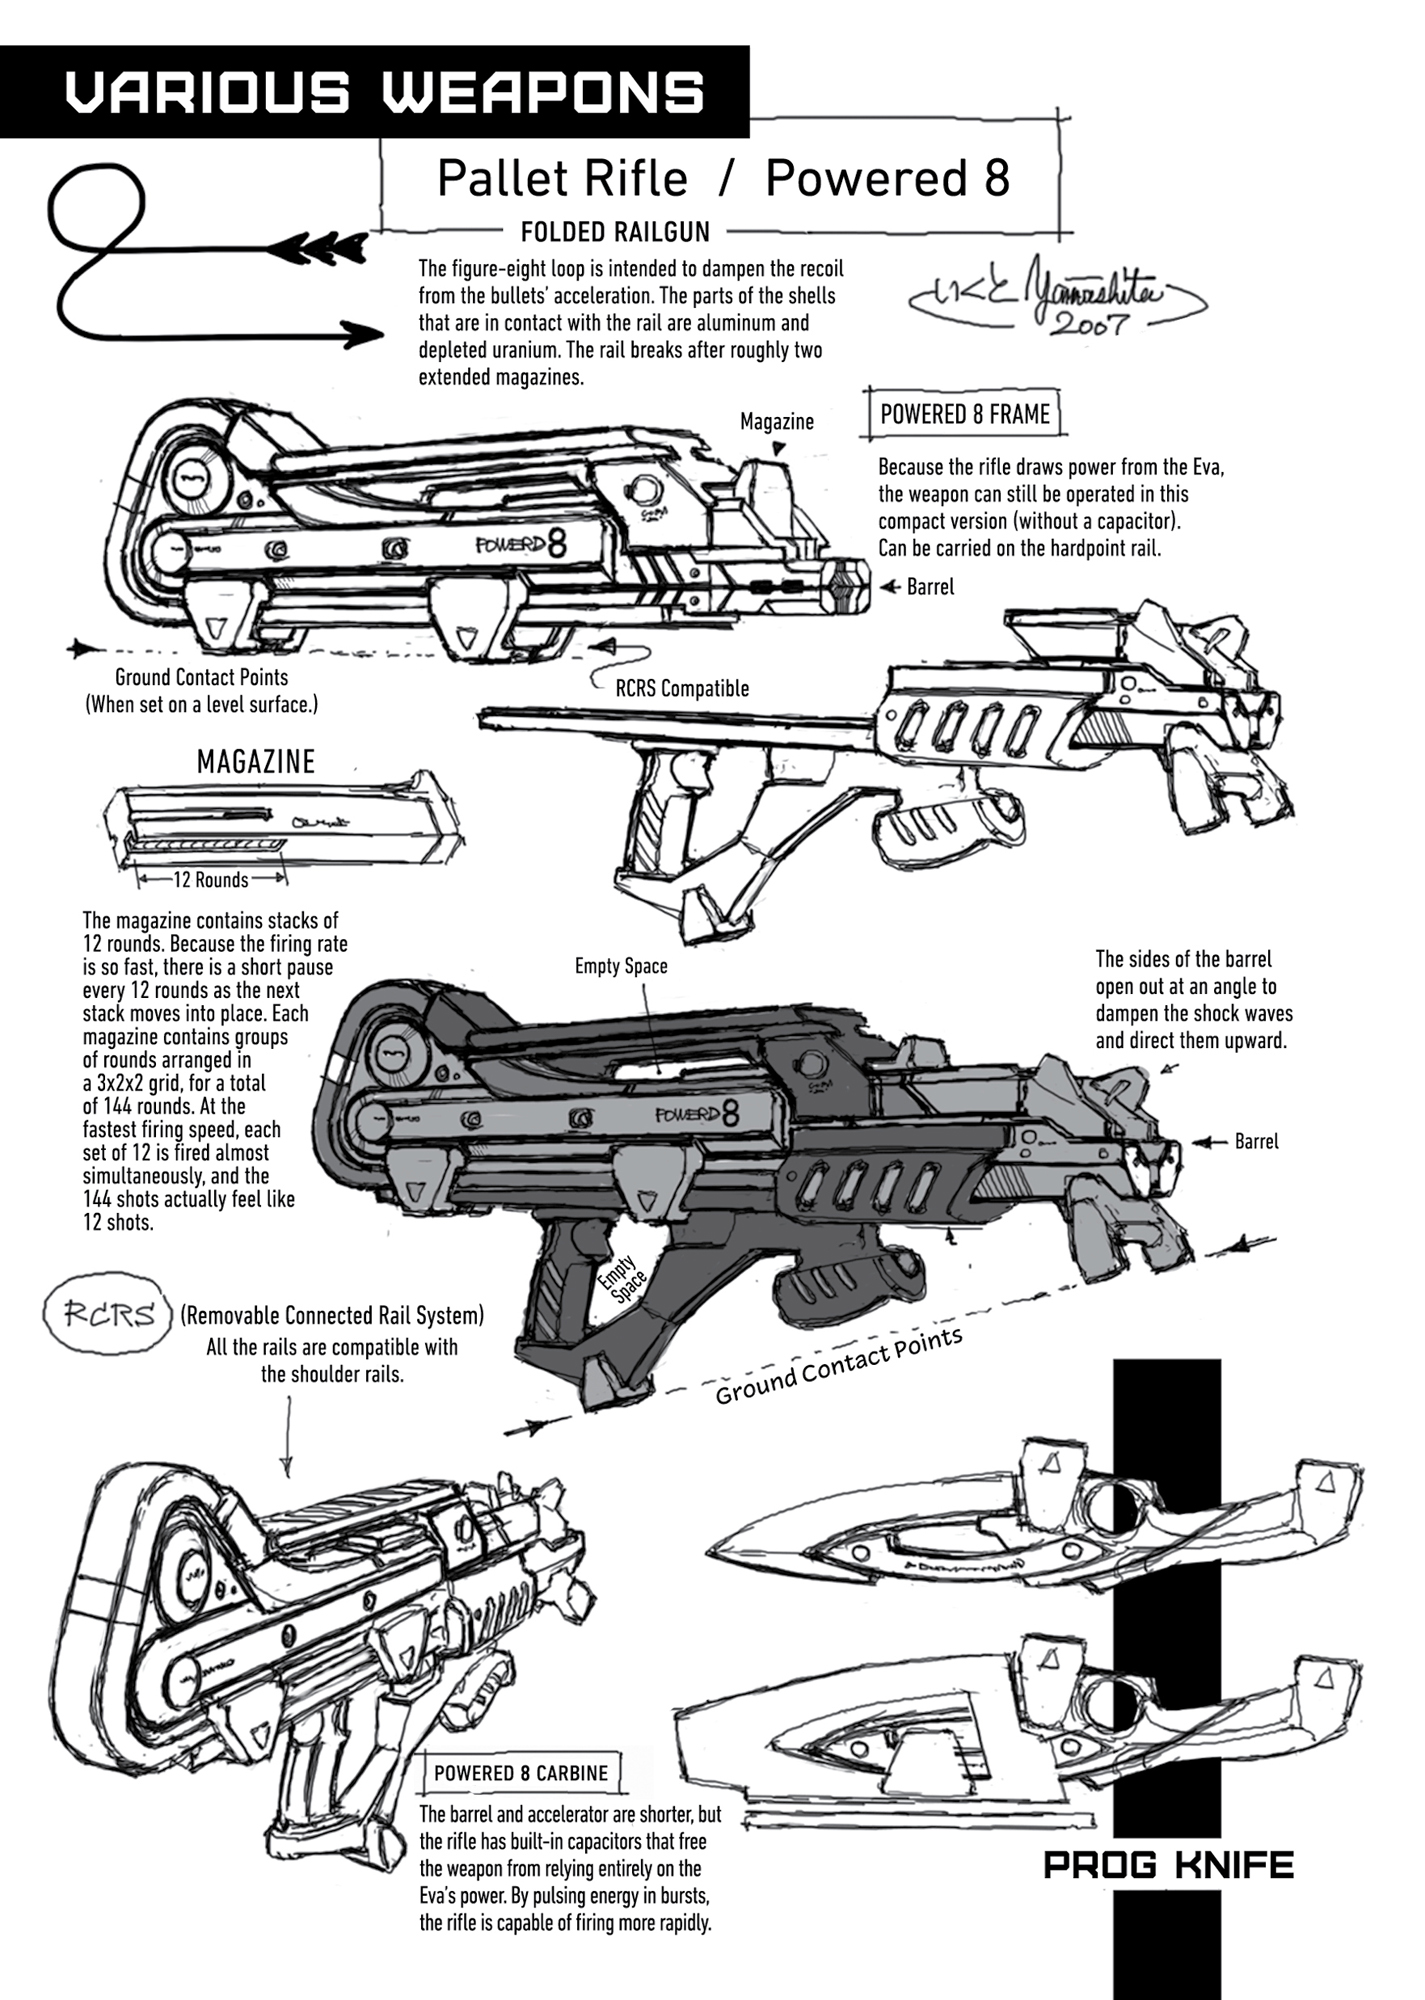 VARIOUS WEAPONS
Pallet Rifle / Powered 8
FOLDED RAILGUN
The figure-eight loop is intended to dampen the recoil
from the bullets' acceleration. The parts of the shells
that are in contact with the rail are aluminum and
depleted uranium. The rail breaks after roughly two
extended magazines.
いくと Yamashita
2007
Magazine
POWERED 8 FRAME
Because the rifle draws power from the Eva,
the weapon can still be operated in this
compact version (without a capacitor).
Can be carried on the hardpoint rail.
POWERD 8
Barrel
Ground Contact Points
(When set on a level surface.)
RCRS Compatible
MAGAZINE
12 Rounds
The magazine contains stacks of
12 rounds. Because the firing rate
is so fast, there is a short pause
every 12 rounds as the next
stack moves into place. Each
magazine contains groups
of rounds arranged in
a 3x2x2 grid, for a total
of 144 rounds. At the
fastest firing speed, each
set of 12 is fired almost
simultaneously, and the
144 shots actually feel like
12 shots.
Empty Space
The sides of the barrel
open out at an angle to
dampen the shock waves
and direct them upward.
POWERD 8
Barrel
Empty
Space
Ground Contact Points
RCRS (Removable Connected Rail System)
All the rails are compatible with
the shoulder rails.
POWERED 8 CARBINE
The barrel and accelerator are shorter, but
the rifle has built-in capacitors that free
the weapon from relying entirely on the
Eva's power. By pulsing energy in bursts,
the rifle is capable of firing more rapidly.
PROG KNIFE